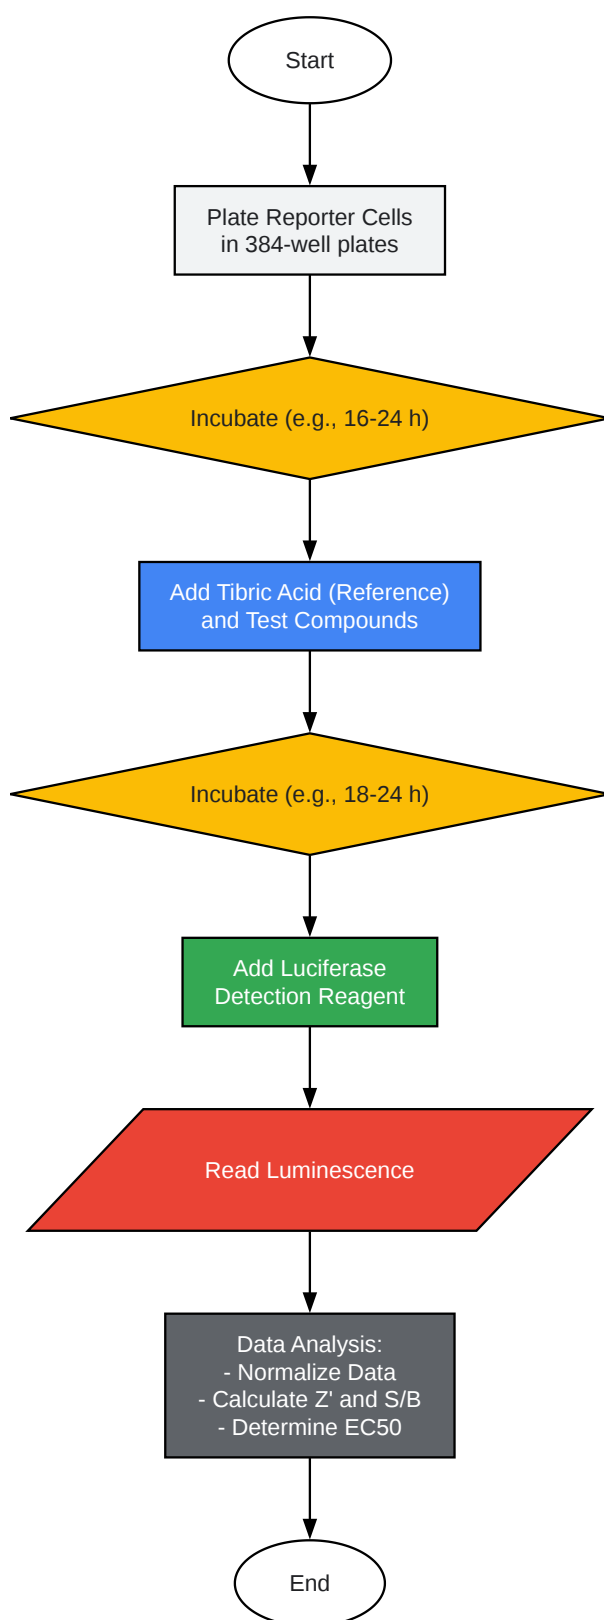 Start
Plate Reporter Cells
in 384-well plates
Incubate (e.g., 16-24 h)
Add Tibric Acid (Reference)
and Test Compounds
Incubate (e.g., 18-24 h)
Add Luciferase
Detection Reagent
Read Luminescence
Data Analysis:
- Normalize Data
- Calculate Z' and S/B
- Determine EC50
End